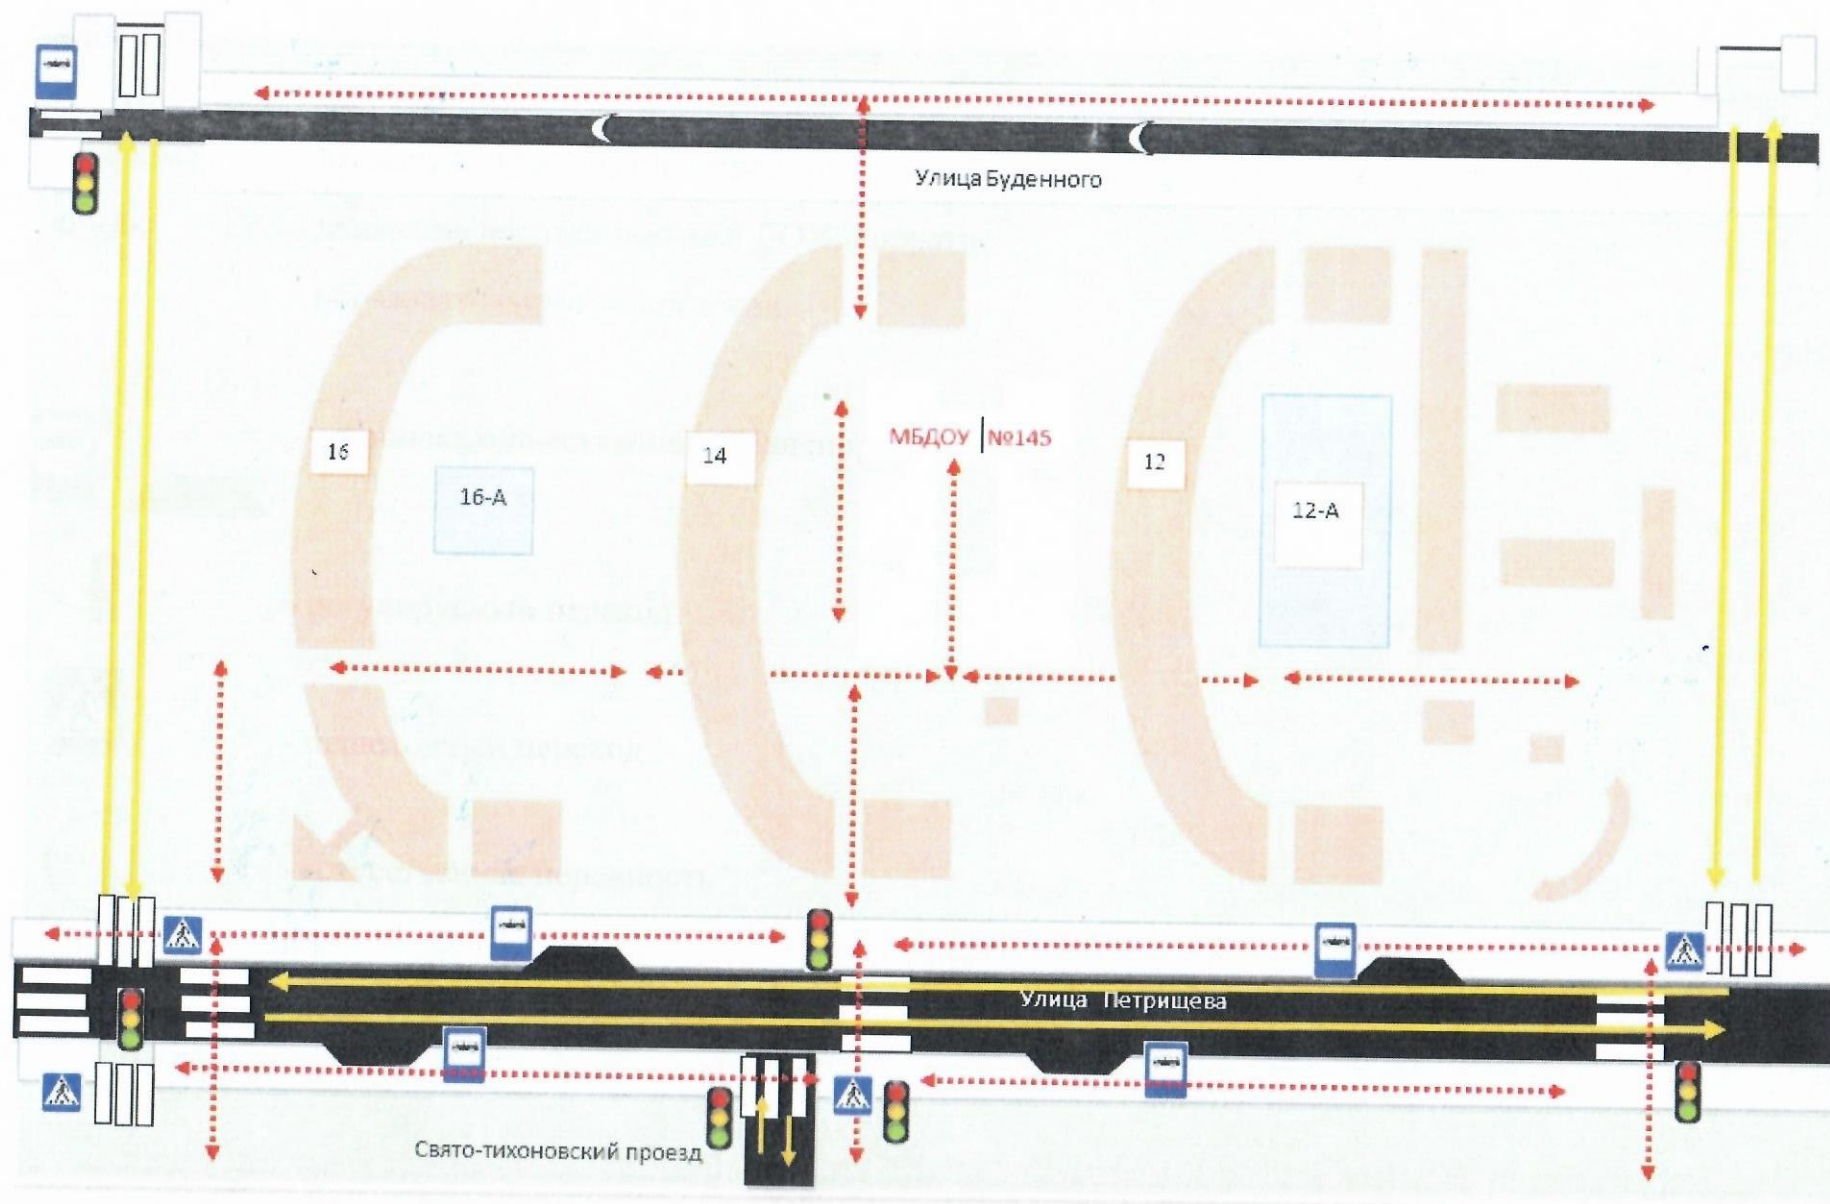 Улица Буденного
16
14
МБДОУ №145
12
16-А
12-А
Улица Петрищева
Свято-тихоновский проезд